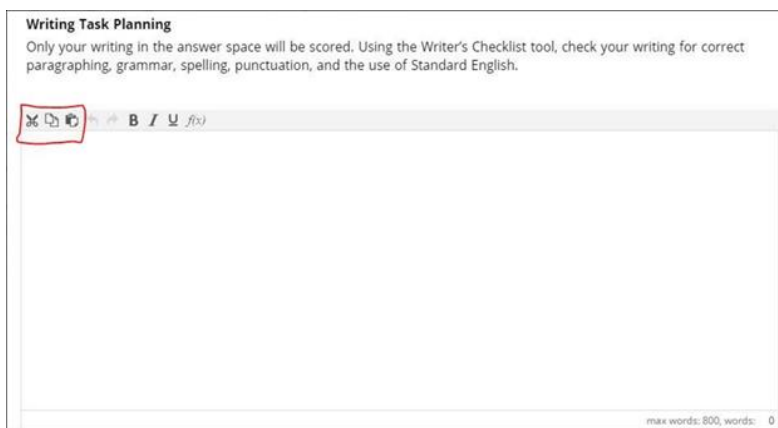 Writing Task Planning
Only your writing in the answer space will be scored. Using the Writer's Checklist tool, check your writing for correct
paragraphing, grammar, spelling, punctuation, and the use of Standard English.
B I U f(x)
max words: 800, words: 0